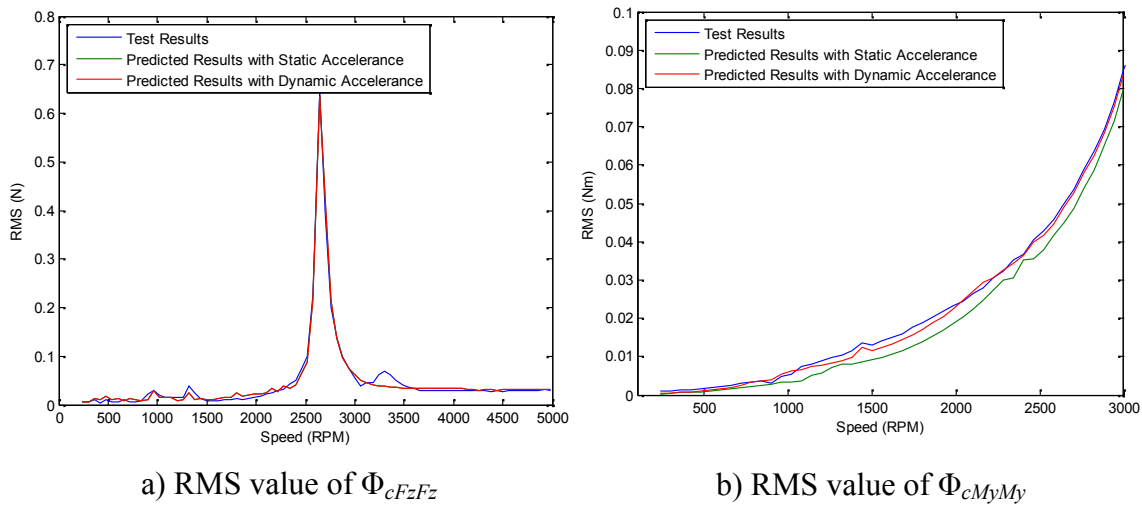 0.8
0.7
0.6
0.5
0.4
0.3
0.2
0.1
0
RMS (N)
Test Results
Predicted Results with Static Accelerance
Predicted Results with Dynamic Accelerance
0 500 1000 1500 2000 2500 3000 3500 4000 4500 5000
Speed (RPM)
a) RMS value of ΦcFzFz
0.1
0.09
0.08
0.07
0.06
0.05
0.04
0.03
0.02
0.01
0
RMS (Nm)
Test Results
Predicted Results with Static Accelerance
Predicted Results with Dynamic Accelerance
500 1000 1500 2000 2500 3000
Speed (RPM)
b) RMS value of ΦcMyMy